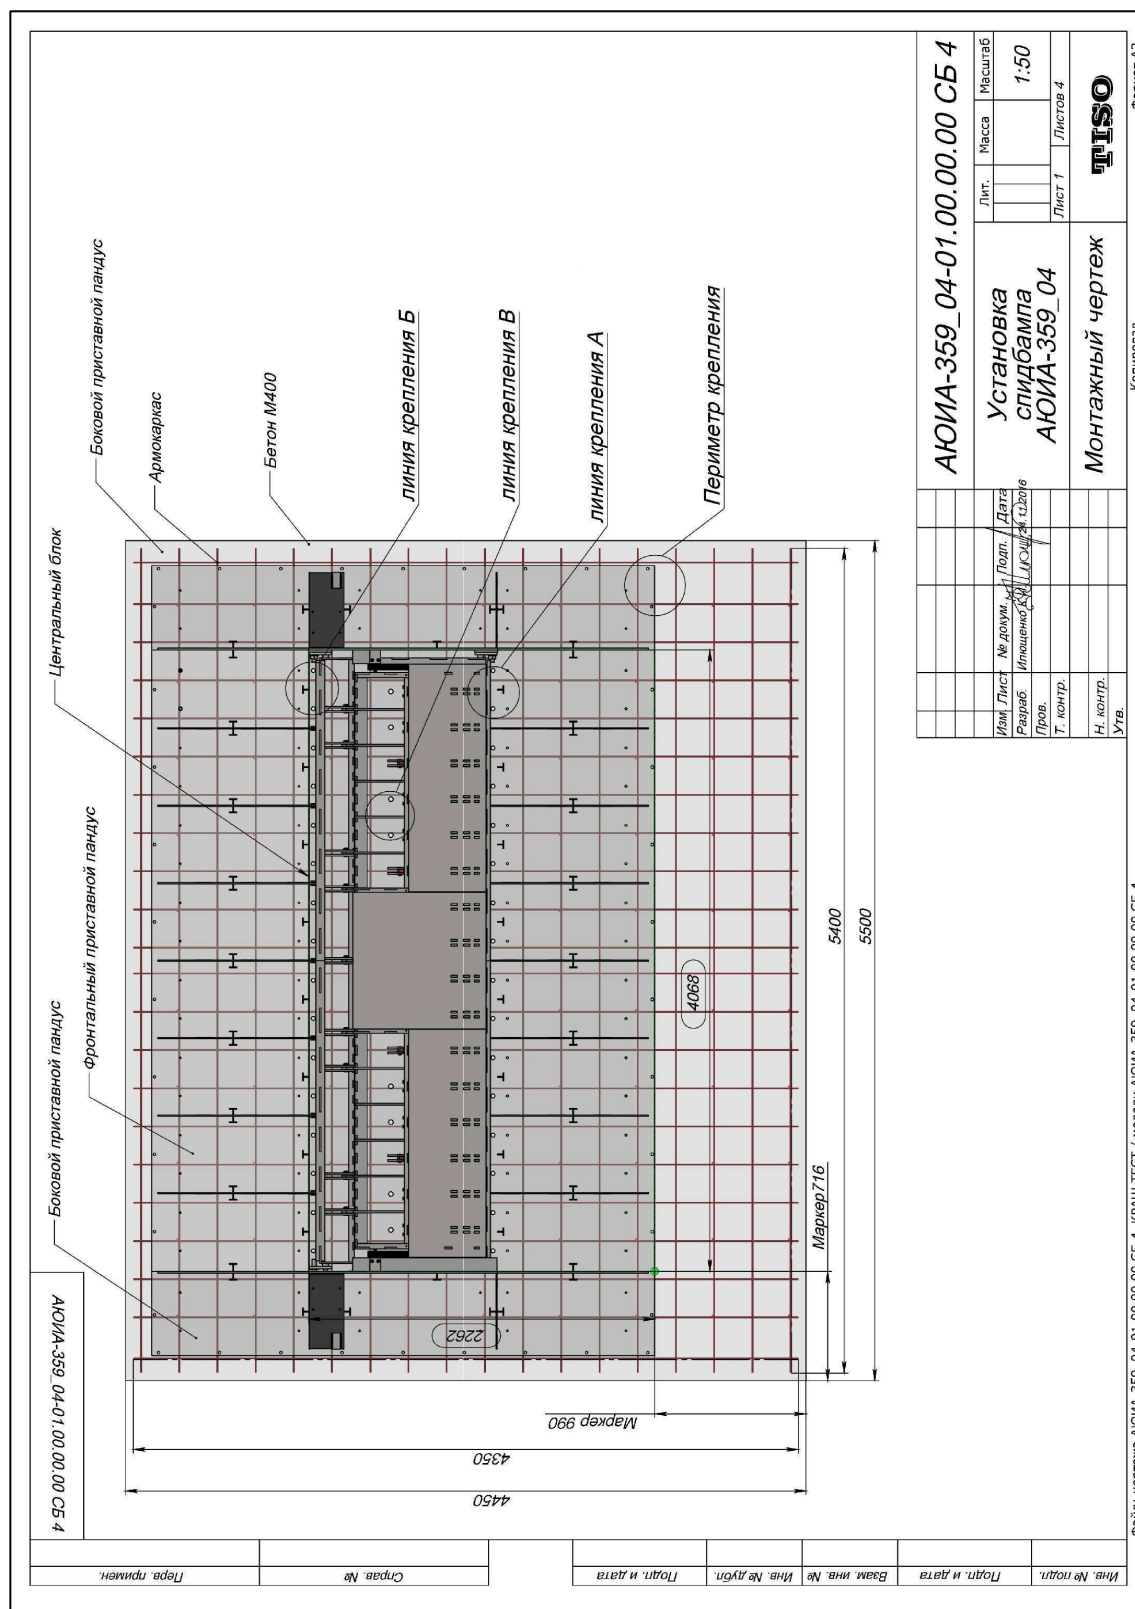 АЮИА-359_04-01.00.00.00 СБ 4
Боковой приставной пандус
Фронтальный приставной пандус
Центральный блок
Боковой приставной пандус
Армокаркас
Бетон М400
линия крепления Б
линия крепления В
линия крепления А
Периметр крепления
2262
4068
5400
5500
Маркер716
Маркер 990
4350
4450
Перв. примен.
Справ. №
Подп. и дата
Инв. № дубл.
Взам. инв. №
Подп. и дата
Инв. № подл.
АЮИА-359_04-01.00.00.00 СБ 4
Изм. Лист № докум. Подп. Дата
Разраб. Илющенко 24.11.2016
Пров.
Т. контр.
Н. контр.
Утв.
Установка
спидбампа
АЮИА-359_04
Монтажный чертеж
Лит. Масса Масштаб
1:50
Лист 1 Листов 4
TISO